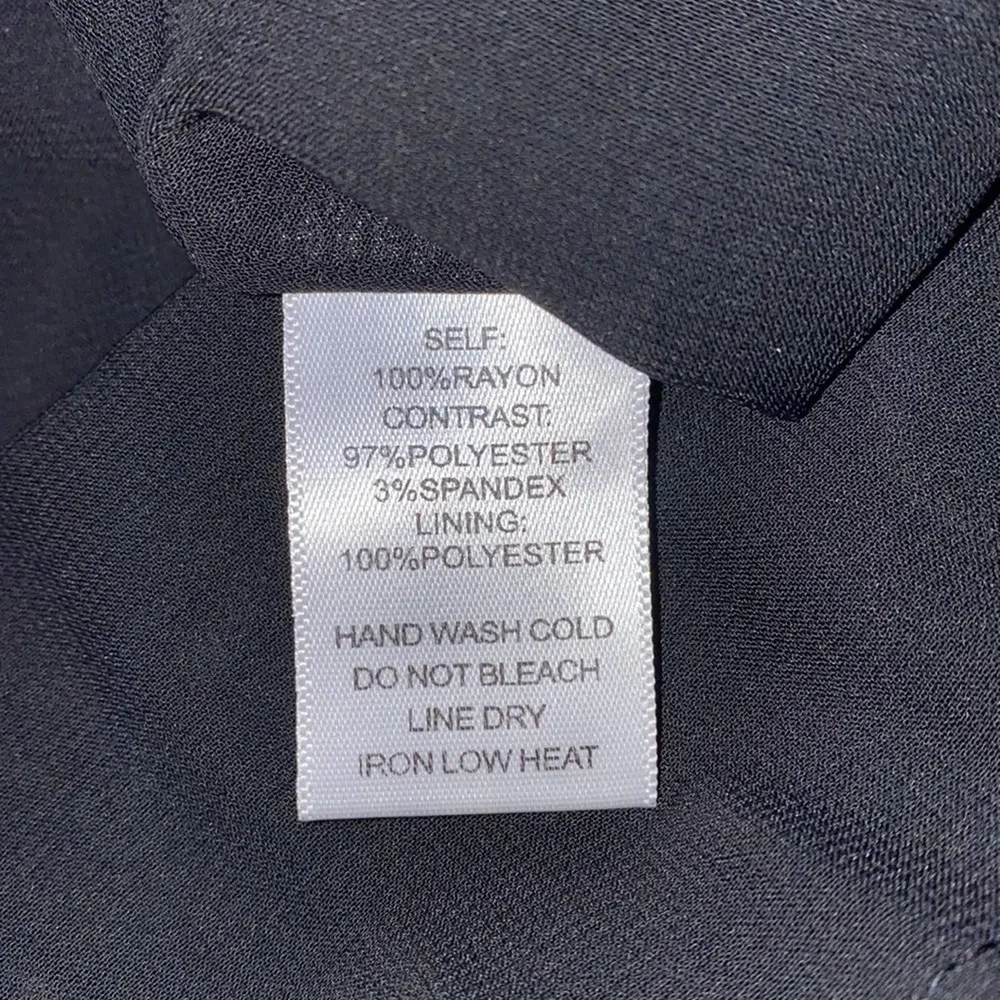 SELF:
100%RAYON
CONTRAST:
97%POLYESTER
3%SPANDEX
LINING:
100%POLYESTER
HAND WASH COLD
DO NOT BLEACH
LINE DRY
IRON LOW HEAT